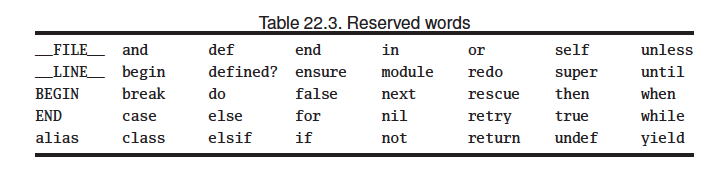 Table 22.3. Reserved words
__FILE__ and def end in or self unless
__LINE__ begin defined? ensure module redo super until
BEGIN break do false next rescue then when
END case else for nil retry true while
alias class elsif if not return undef yield